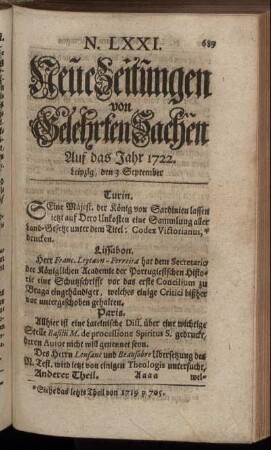 N. LXXI. 689
Neüe Zeitungen
von
Gelehrten Sachen
Auf das Jahr 1722.
Leipzig, den 3 September
Turin.
Seine Majest. der König von Sardinien lassen
ietzt auf Dero Unkosten eine Sammlung aller
Land-Gesetze unter dem Titel: Codex Victorianus, *
drucken.
Lissabon.
Herr Franc. Leytaon-Ferreira hat dem Secretario
der Königlichen Academie der Portugiesischen Histo-
rie eine Schutzschrifft vor das erste Concilium zu
Braga eingehändiget, welches einige Critici bißher
vor untergeschoben gehalten.
Paris.
Allhier ist eine lateinische Diss. über eine wichtige
Stelle Basilii M. de processione Spiritus S. gedruckt,
deren Autor nicht will genennet seyn.
Des Herrn Lenfant und Beausobre Ubersetzung des
N. Test. wird ietzt von einigen Theologis untersucht,
Anderer Theil. Aaaa wel-
* Siehe das letzte Theil von 1719 p 705.